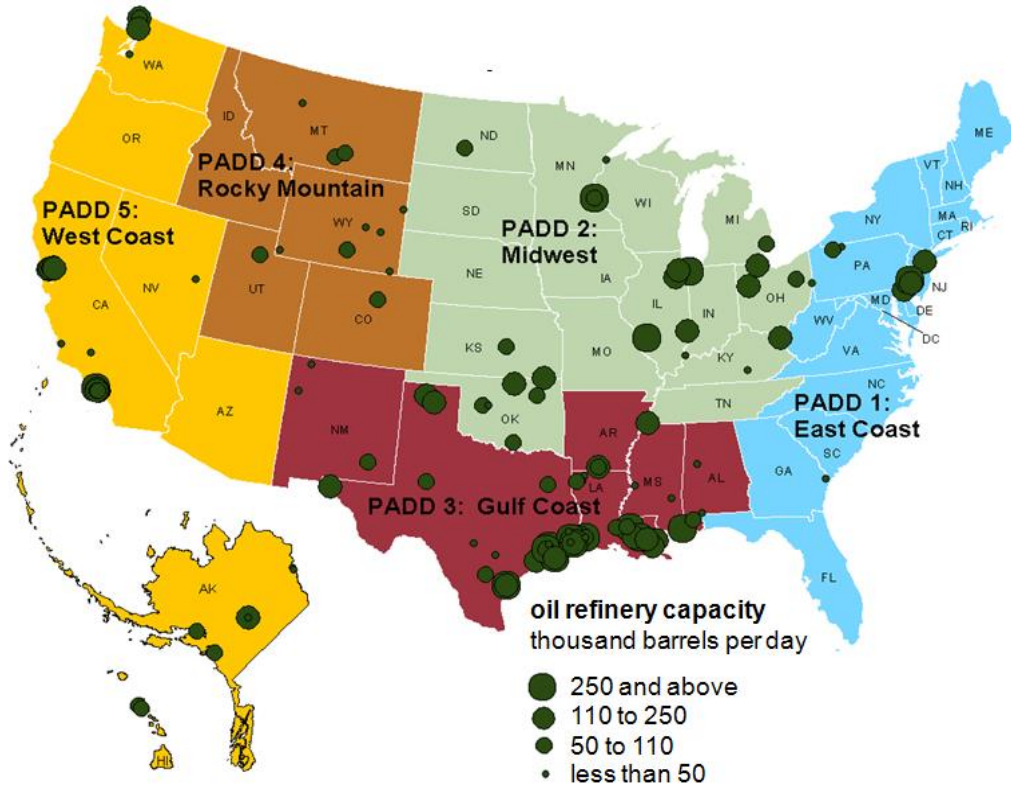 WA
OR
ID
MT
ND
MN
ME
VT
NH
PADD 4:
Rocky Mountain
PADD 5:
West Coast
WY
SD
WI
MI
NY
MA
CT
RI
PADD 2:
Midwest
NE
IA
PA
NJ
CA
NV
UT
CO
IL
IN
OH
MD
DE
DC
WV
VA
KS
MO
KY
NC
TN
AZ
NM
OK
AR
PADD 1:
East Coast
SC
PADD 3: Gulf Coast
LA
MS
AL
GA
FL
AK
HI
oil refinery capacity
thousand barrels per day
250 and above
110 to 250
50 to 110
less than 50